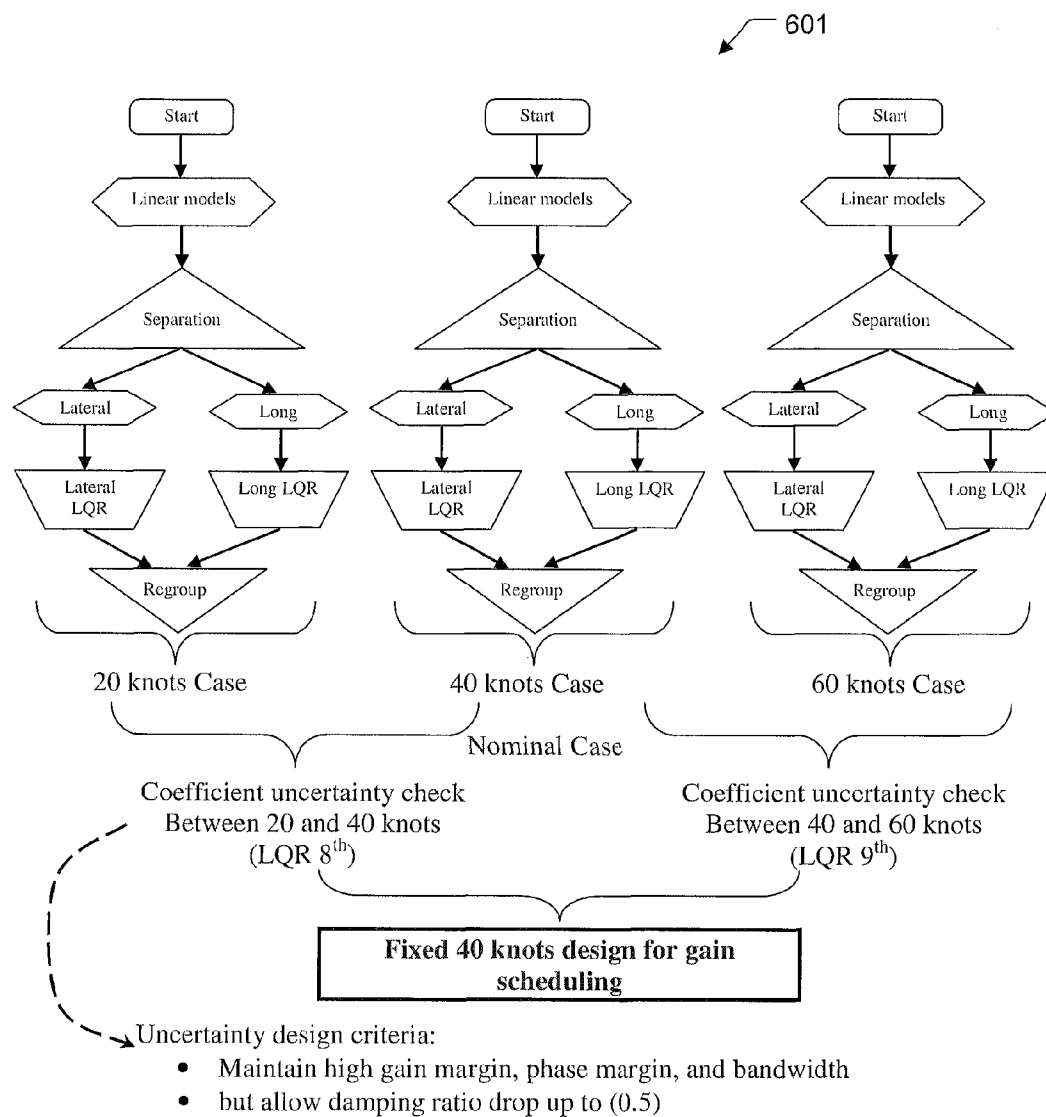 601
Start Start Start
Linear models Linear models Linear models
Separation Separation Separation
Lateral Long Lateral Long Lateral Long
Lateral LQR Long LQR Lateral LQR Long LQR Lateral LQR Long LQR
Regroup Regroup Regroup
20 knots Case 40 knots Case 60 knots Case
Nominal Case
Coefficient uncertainty check
Between 20 and 40 knots
(LQR 8th)
Coefficient uncertainty check
Between 40 and 60 knots
(LQR 9th)
Fixed 40 knots design for gain
scheduling
Uncertainty design criteria:
• Maintain high gain margin, phase margin, and bandwidth
• but allow damping ratio drop up to (0.5)